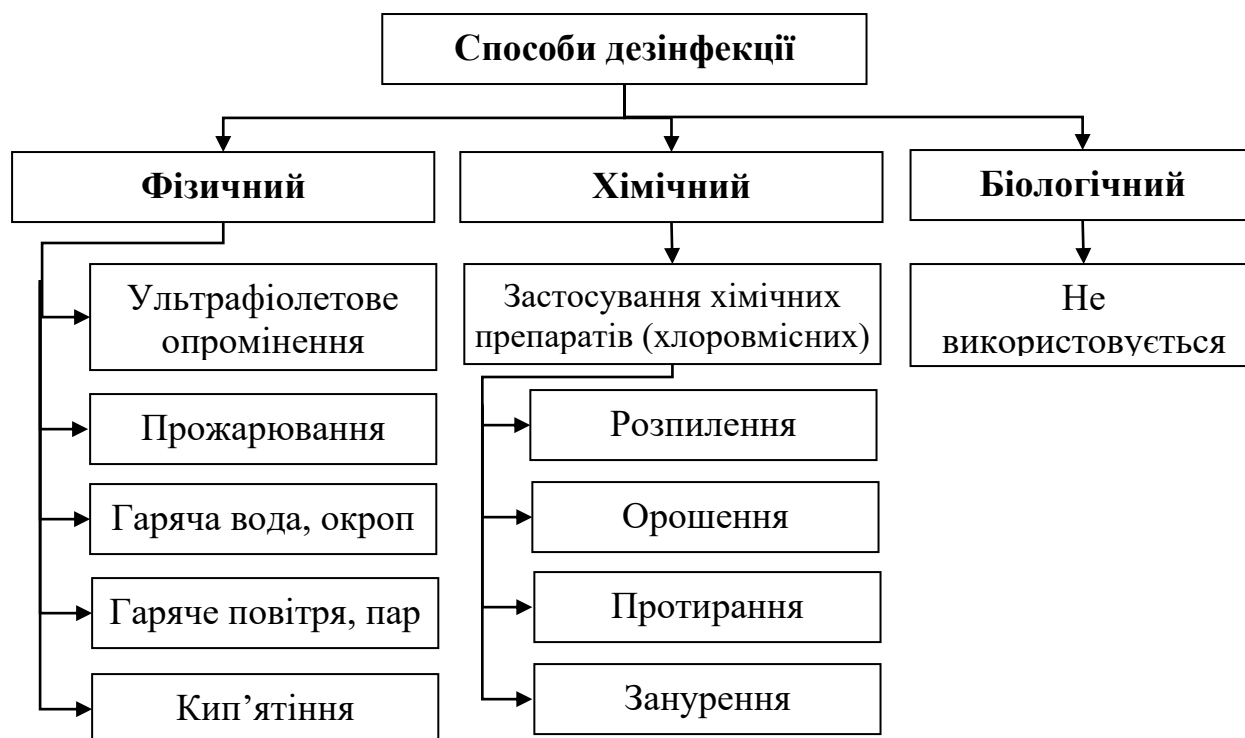 Способи дезінфекції
Фізичний
Хімічний
Біологічний
Ультрафіолетове
опромінення
Прожарювання
Гаряча вода, окроп
Гаряче повітря, пар
Кип’ятіння
Застосування хімічних
препаратів (хлоровмісних)
Розпилення
Орошення
Протирання
Занурення
Не
використовується